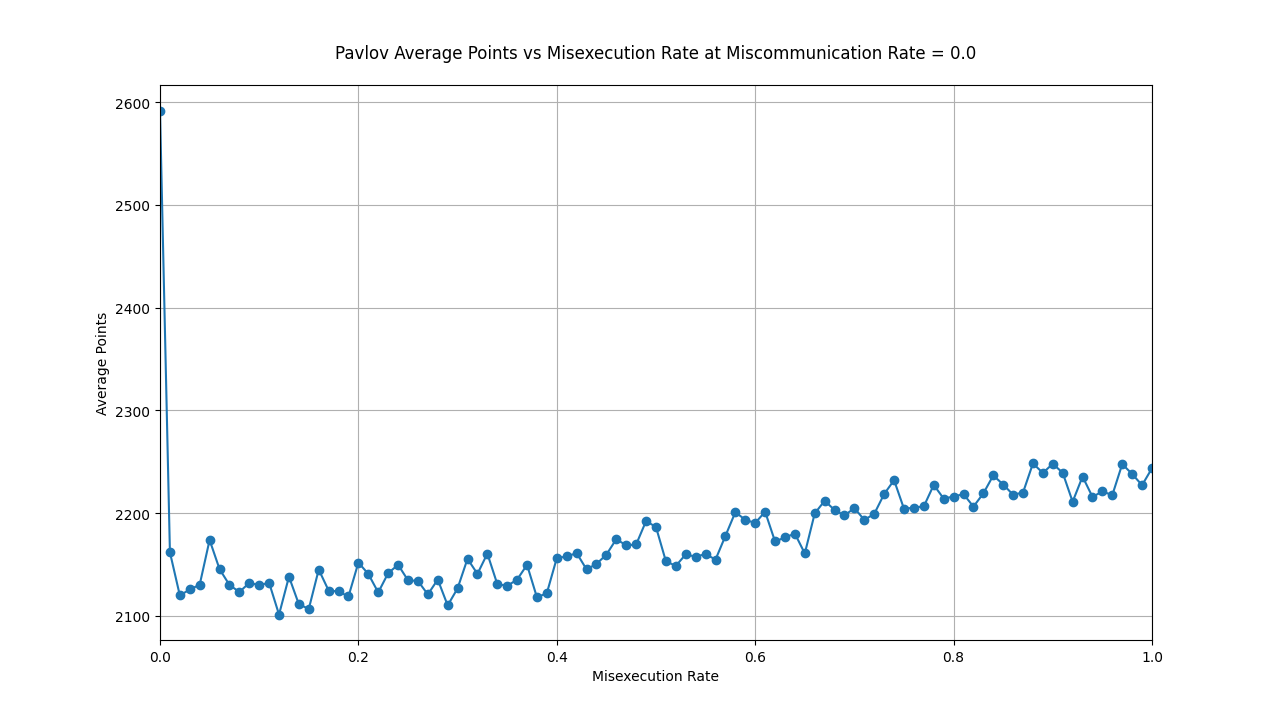 Pavlov Average Points vs Misexecution Rate at Miscommunication Rate = 0.0
2600
2500
2400
2300
2200
2100
Average Points
0.0 0.2 0.4 0.6 0.8 1.0
Misexecution Rate